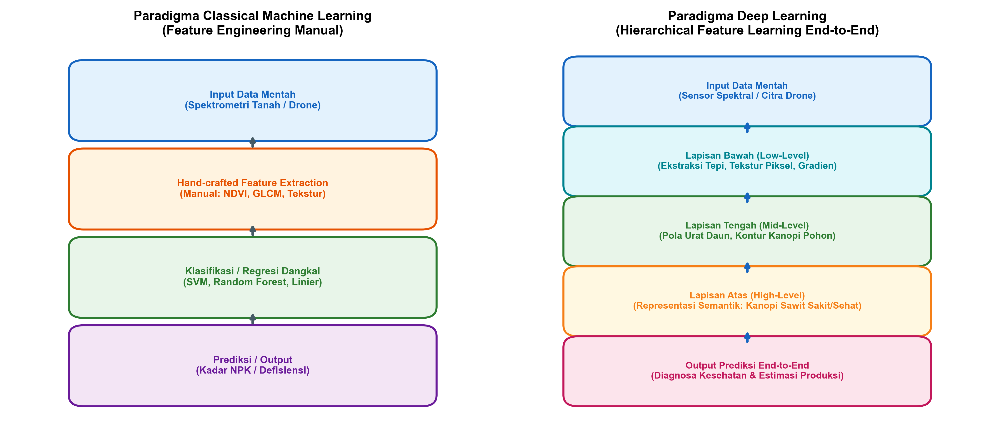 Paradigma Classical Machine Learning
(Feature Engineering Manual)
Input Data Mentah
(Spektrometri Tanah / Drone)
Hand-crafted Feature Extraction
(Manual: NDVI, GLCM, Tekstur)
Klasifikasi / Regresi Dangkal
(SVM, Random Forest, Linier)
Prediksi / Output
(Kadar NPK / Defisiensi)
Paradigma Deep Learning
(Hierarchical Feature Learning End-to-End)
Input Data Mentah
(Sensor Spektral / Citra Drone)
Lapisan Bawah (Low-Level)
(Ekstraksi Tepi, Tekstur Piksel, Gradien)
Lapisan Tengah (Mid-Level)
(Pola Urat Daun, Kontur Kanopi Pohon)
Lapisan Atas (High-Level)
(Representasi Semantik: Kanopi Sawit Sakit/Sehat)
Output Prediksi End-to-End
(Diagnosa Kesehatan & Estimasi Produksi)